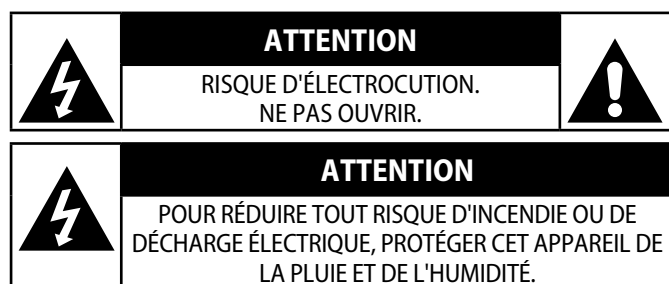 ATTENTION
RISQUE D'ÉLECTROCUTION.
NE PAS OUVRIR.
ATTENTION
POUR RÉDUIRE TOUT RISQUE D'INCENDIE OU DE
DÉCHARGE ÉLECTRIQUE, PROTÉGER CET APPAREIL DE
LA PLUIE ET DE L'HUMIDITÉ.